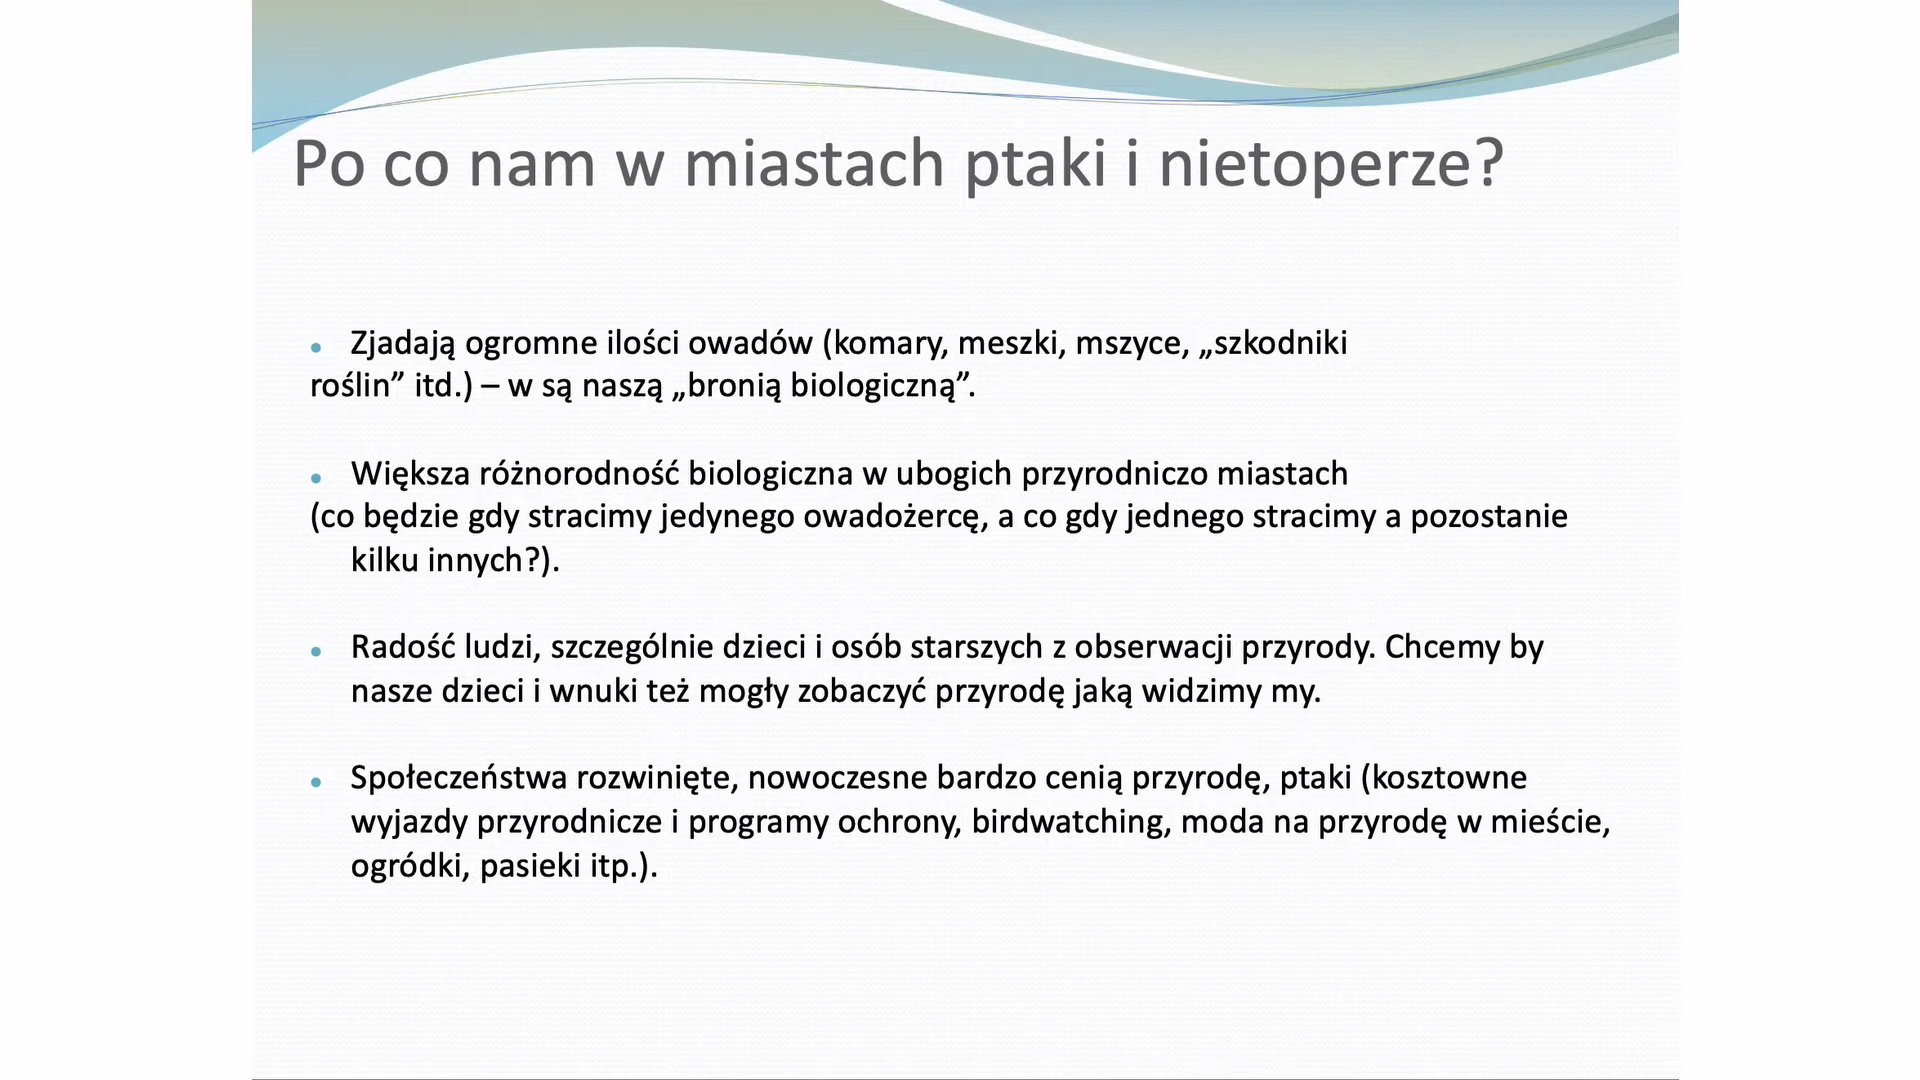 Po co nam w miastach ptaki i nietoperze?
• Zjadają ogromne ilości owadów (komary, meszki, mszyce, „szkodniki
roślin” itd.) – w są naszą „bronią biologiczną”.
• Większa różnorodność biologiczna w ubogich przyrodniczo miastach
(co będzie gdy stracimy jedynego owadożercę, a co gdy jednego stracimy a pozostanie
kilku innych?).
• Radość ludzi, szczególnie dzieci i osób starszych z obserwacji przyrody. Chcemy by
nasze dzieci i wnuki też mogły zobaczyć przyrodę jaką widzimy my.
• Społeczeństwa rozwinięte, nowoczesne bardzo cenią przyrodę, ptaki (kosztowne
wyjazdy przyrodnicze i programy ochrony, birdwatching, moda na przyrodę w mieście,
ogródki, pasieki itp.).